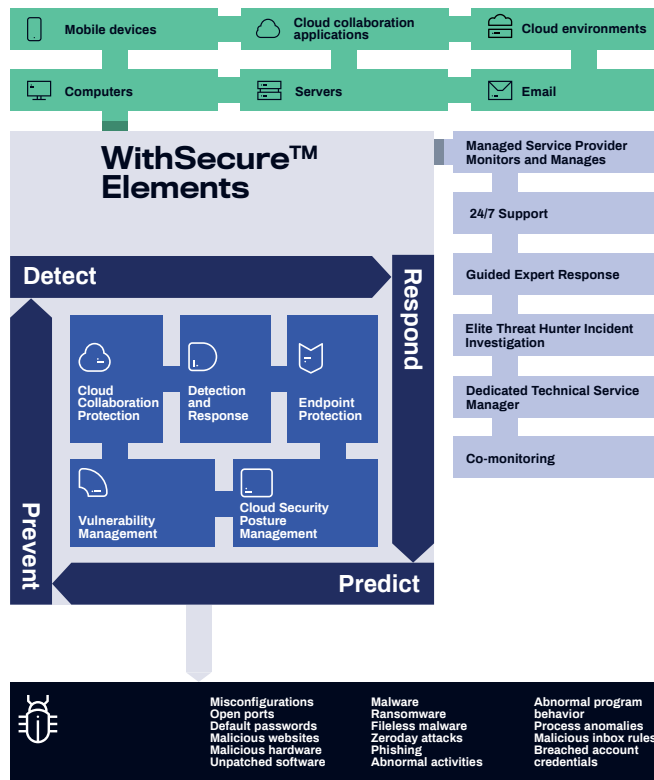 Mobile devices
Cloud collaboration
applications
Cloud environments
Computers
Servers
Email
WithSecure™
Elements
Managed Service Provider
Monitors and Manages
24/7 Support
Guided Expert Response
Elite Threat Hunter Incident
Investigation
Dedicated Technical Service
Manager
Co-monitoring
Detect
Respond
Predict
Prevent
Cloud
Collaboration
Protection
Detection
and
Response
Endpoint
Protection
Vulnerability
Management
Cloud Security
Posture
Management
Misconfigurations
Open ports
Default passwords
Malicious websites
Malicious hardware
Unpatched software
Malware
Ransomware
Fileless malware
Zeroday attacks
Phishing
Abnormal activities
Abnormal program
behavior
Process anomalies
Malicious inbox rules
Breached account
credentials